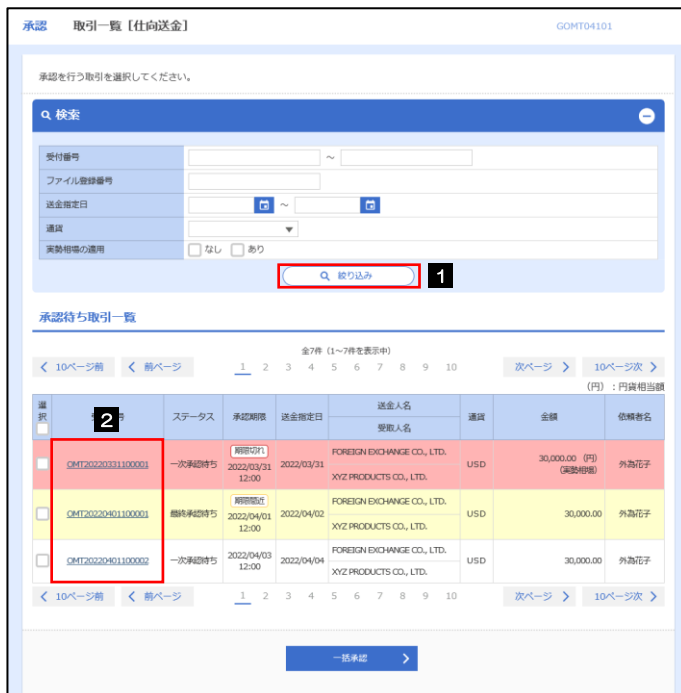 承認 取引一覧［仕向送金］ GOMT04101
承認を行う取引を選択してください。
検索
受付番号 ～
ファイル登録番号
送金指定日 ～
通貨
実勢相場の適用 なし あり
絞り込み 1
承認待ち取引一覧
全7件（1～7件を表示中）
10ページ前 前ページ 1 2 3 4 5 6 7 8 9 10 次ページ 10ページ次
（円）：円貨相当額
選択 2 号 ステータス 承認期限 送金指定日 送金人名 通貨 金額 依頼者名
受取人名
期限切れ FOREIGN EXCHANGE CO., LTD.
OMT20220331100001 一次承認待ち 2022/03/31 12:00 2022/03/31 USD 30,000.00 (円) (実勢相場) 外為花子
XYZ PRODUCTS CO., LTD.
期限間近 FOREIGN EXCHANGE CO., LTD.
OMT20220401100001 最終承認待ち 2022/04/01 12:00 2022/04/02 USD 30,000.00 外為花子
XYZ PRODUCTS CO., LTD.
FOREIGN EXCHANGE CO., LTD.
OMT20220401100002 一次承認待ち 2022/04/03 12:00 2022/04/04 USD 30,000.00 外為花子
XYZ PRODUCTS CO., LTD.
10ページ前 前ページ 1 2 3 4 5 6 7 8 9 10 次ページ 10ページ次
一括承認